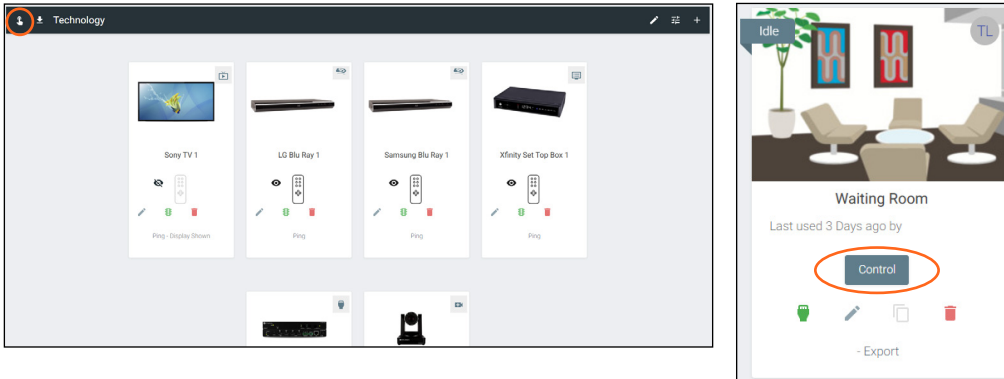 Technology
Sony TV 1
LG Blu Ray 1
Samsung Blu Ray 1
Xfinity Set Top Box 1
Ping - Display Shown
Ping
Ping
Ping
Idle
TL
Waiting Room
Last used 3 Days ago by
Control
- Export